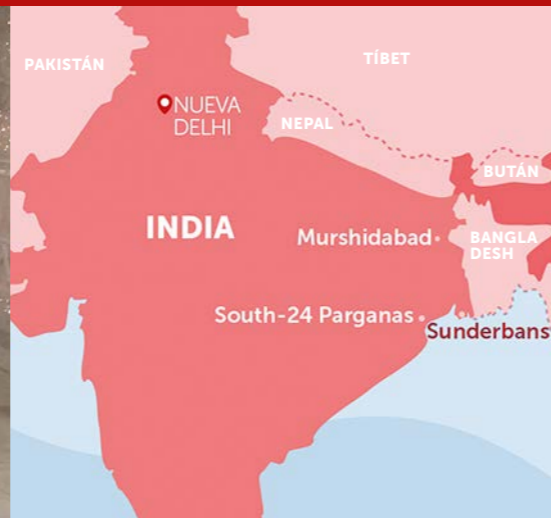 PAKISTÁN
TÍBET
NUEVA
DELHI
NEPAL
BUTÁN
INDIA
Murshidabad
BANGLA
DESH
South-24 Parganas
Sunderbans